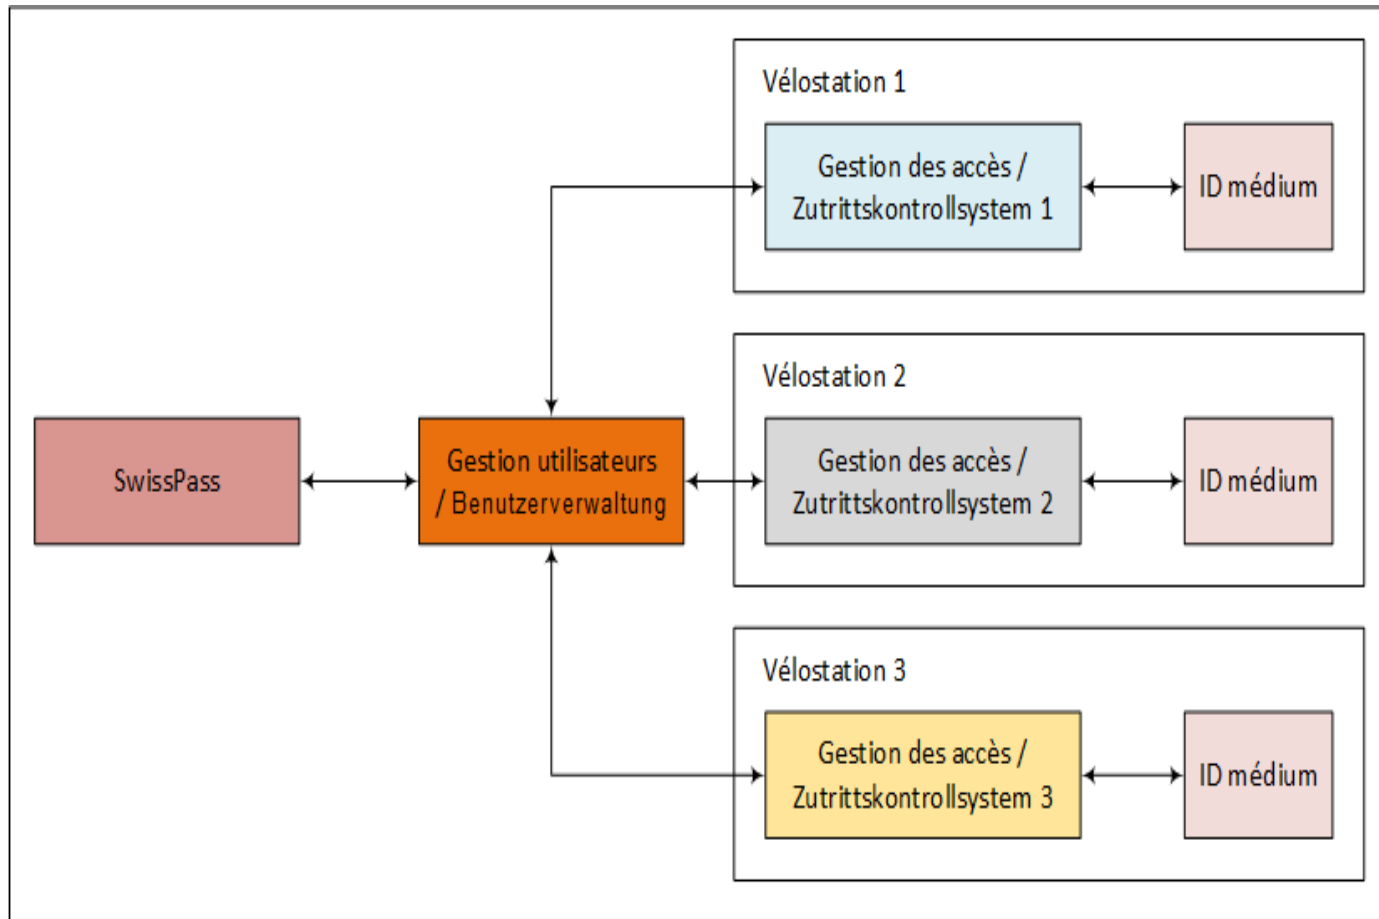 Vélostation 1
Gestion des accès /
Zutrittskontrollsystem 1
ID médium
Vélostation 2
SwissPass
Gestion utilisateurs
/ Benutzerverwaltung
Gestion des accès /
Zutrittskontrollsystem 2
ID médium
Vélostation 3
Gestion des accès /
Zutrittskontrollsystem 3
ID médium